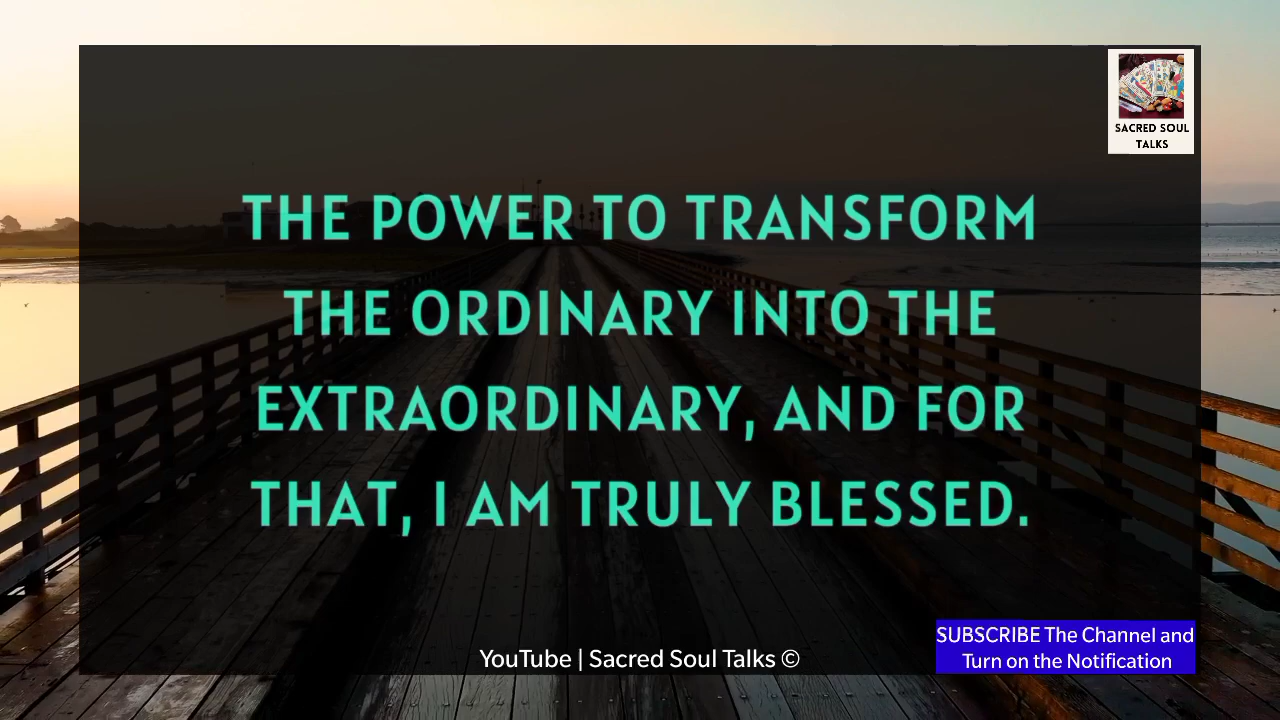 SACRED SOUL
TALKS
THE POWER TO TRANSFORM
THE ORDINARY INTO THE
EXTRAORDINARY, AND FOR
THAT, I AM TRULY BLESSED.
YouTube | Sacred Soul Talks ©
SUBSCRIBE The Channel and
Turn on the Notification